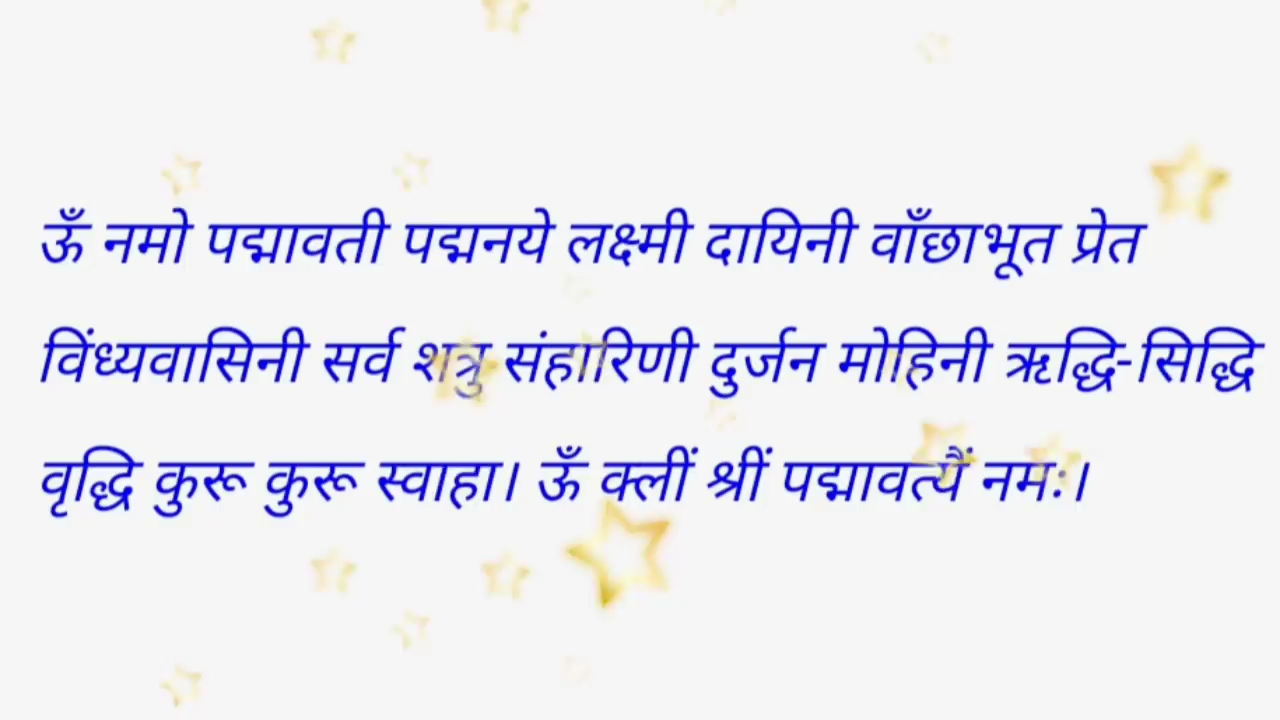 ऊँ नमो पद्मावती पद्मनये लक्ष्मी दायिनी वाँछाभूत प्रेत
विंध्यवासिनी सर्व शत्रु संहारिणी दुर्जन मोहिनी ऋद्धि-सिद्धि
वृद्धि कुरू कुरू स्वाहा। ऊँ क्लीं श्रीं पद्मावत्यैं नमः।